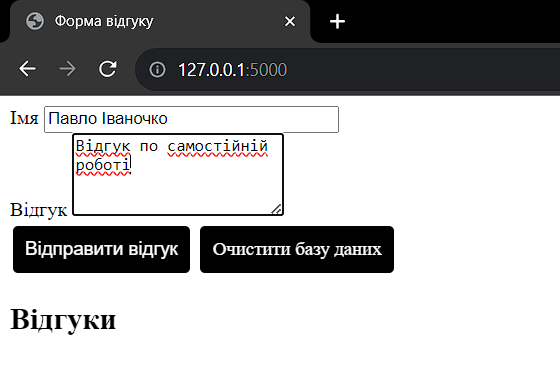 Форма відгуку
127.0.0.1:5000
Імя Павло Іваночко
Відгук по самостійній
роботі
Відгук
Відправити відгук Очистити базу даних
Відгуки